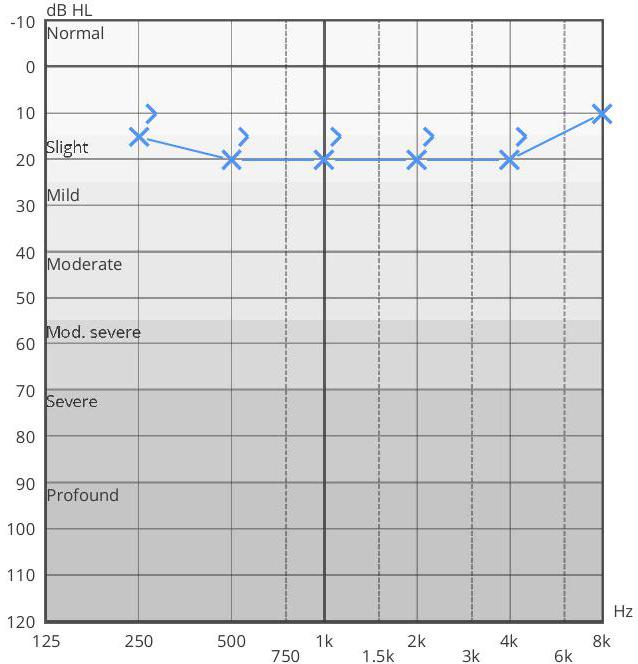 dB HL
-10
Normal
0
10
Slight
20
Mild
30
40
Moderate
50
Mod. severe
60
70
Severe
80
90
Profound
100
110
120
Hz
125 250 500 1k 2k 4k 8k
750 1.5k 3k 6k